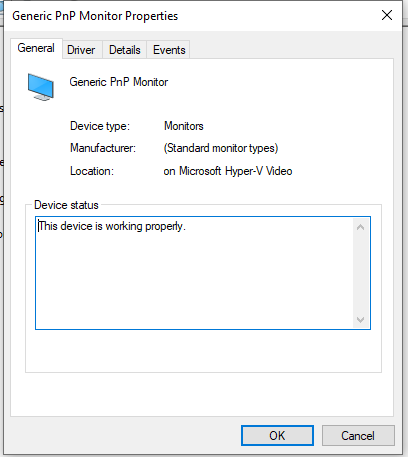 Generic PnP Monitor Properties
General Driver Details Events
Generic PnP Monitor
Device type: Monitors
Manufacturer: (Standard monitor types)
Location: on Microsoft Hyper-V Video
Device status
This device is working properly.
OK Cancel